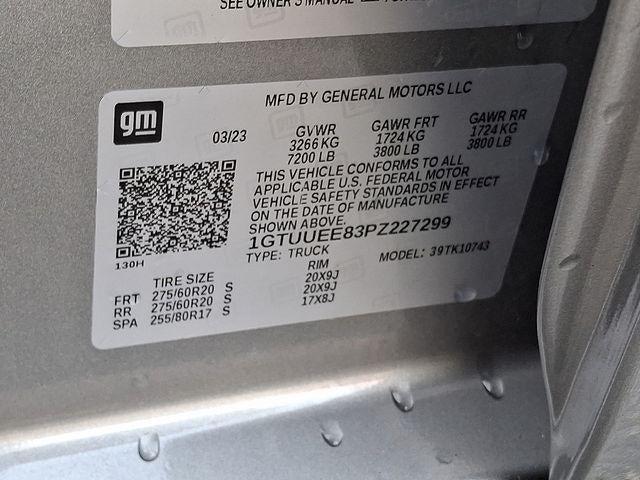 SEE OWNER'S MANUAL
MFD BY GENERAL MOTORS LLC
gm
03/23
GVWR GAWR FRT GAWR RR
3266 KG 1724 KG 1724 KG
7200 LB 3800 LB 3800 LB
THIS VEHICLE CONFORMS TO ALL
APPLICABLE U.S. FEDERAL MOTOR
VEHICLE SAFETY STANDARDS IN EFFECT
ON THE DATE OF MANUFACTURE
SHOWN ABOVE.
1GTUUEE83PZ227299
TYPE: TRUCK MODEL: 39TK10743
130H
TIRE SIZE RIM
FRT 275/60R20 S 20X9J
RR 275/60R20 S 20X9J
SPA 255/80R17 S 17X8J